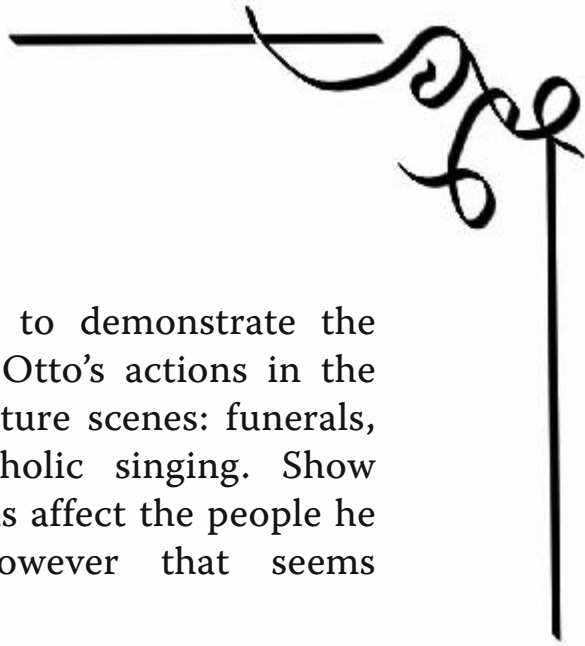 to demonstrate the
Otto’s actions in the
ture scenes: funerals,
holic singing. Show
s affect the people he
owever that seems